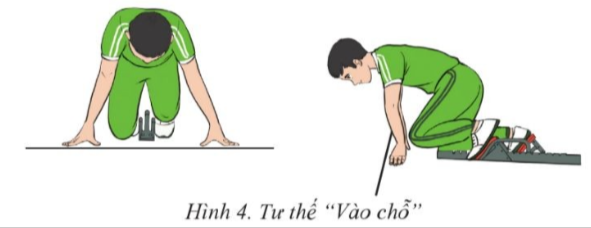 Hình 4. Tư thế “Vào chỗ”